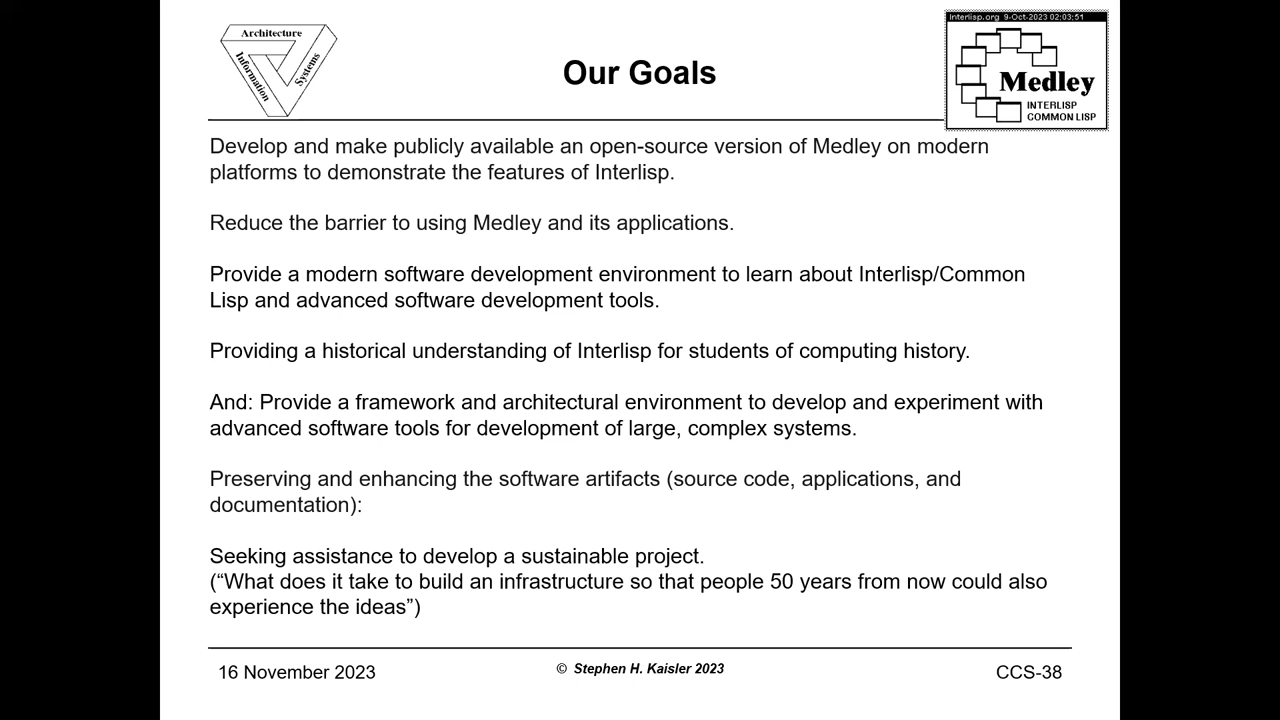 Architecture
Information
Systems
Our Goals
Interlisp.org 9-Oct-2023 02:03:51
Medley
INTERLISP
COMMON LISP
Develop and make publicly available an open-source version of Medley on modern
platforms to demonstrate the features of Interlisp.
Reduce the barrier to using Medley and its applications.
Provide a modern software development environment to learn about Interlisp/Common
Lisp and advanced software development tools.
Providing a historical understanding of Interlisp for students of computing history.
And: Provide a framework and architectural environment to develop and experiment with
advanced software tools for development of large, complex systems.
Preserving and enhancing the software artifacts (source code, applications, and
documentation):
Seeking assistance to develop a sustainable project.
(“What does it take to build an infrastructure so that people 50 years from now could also
experience the ideas”)
16 November 2023
© Stephen H. Kaisler 2023
CCS-38